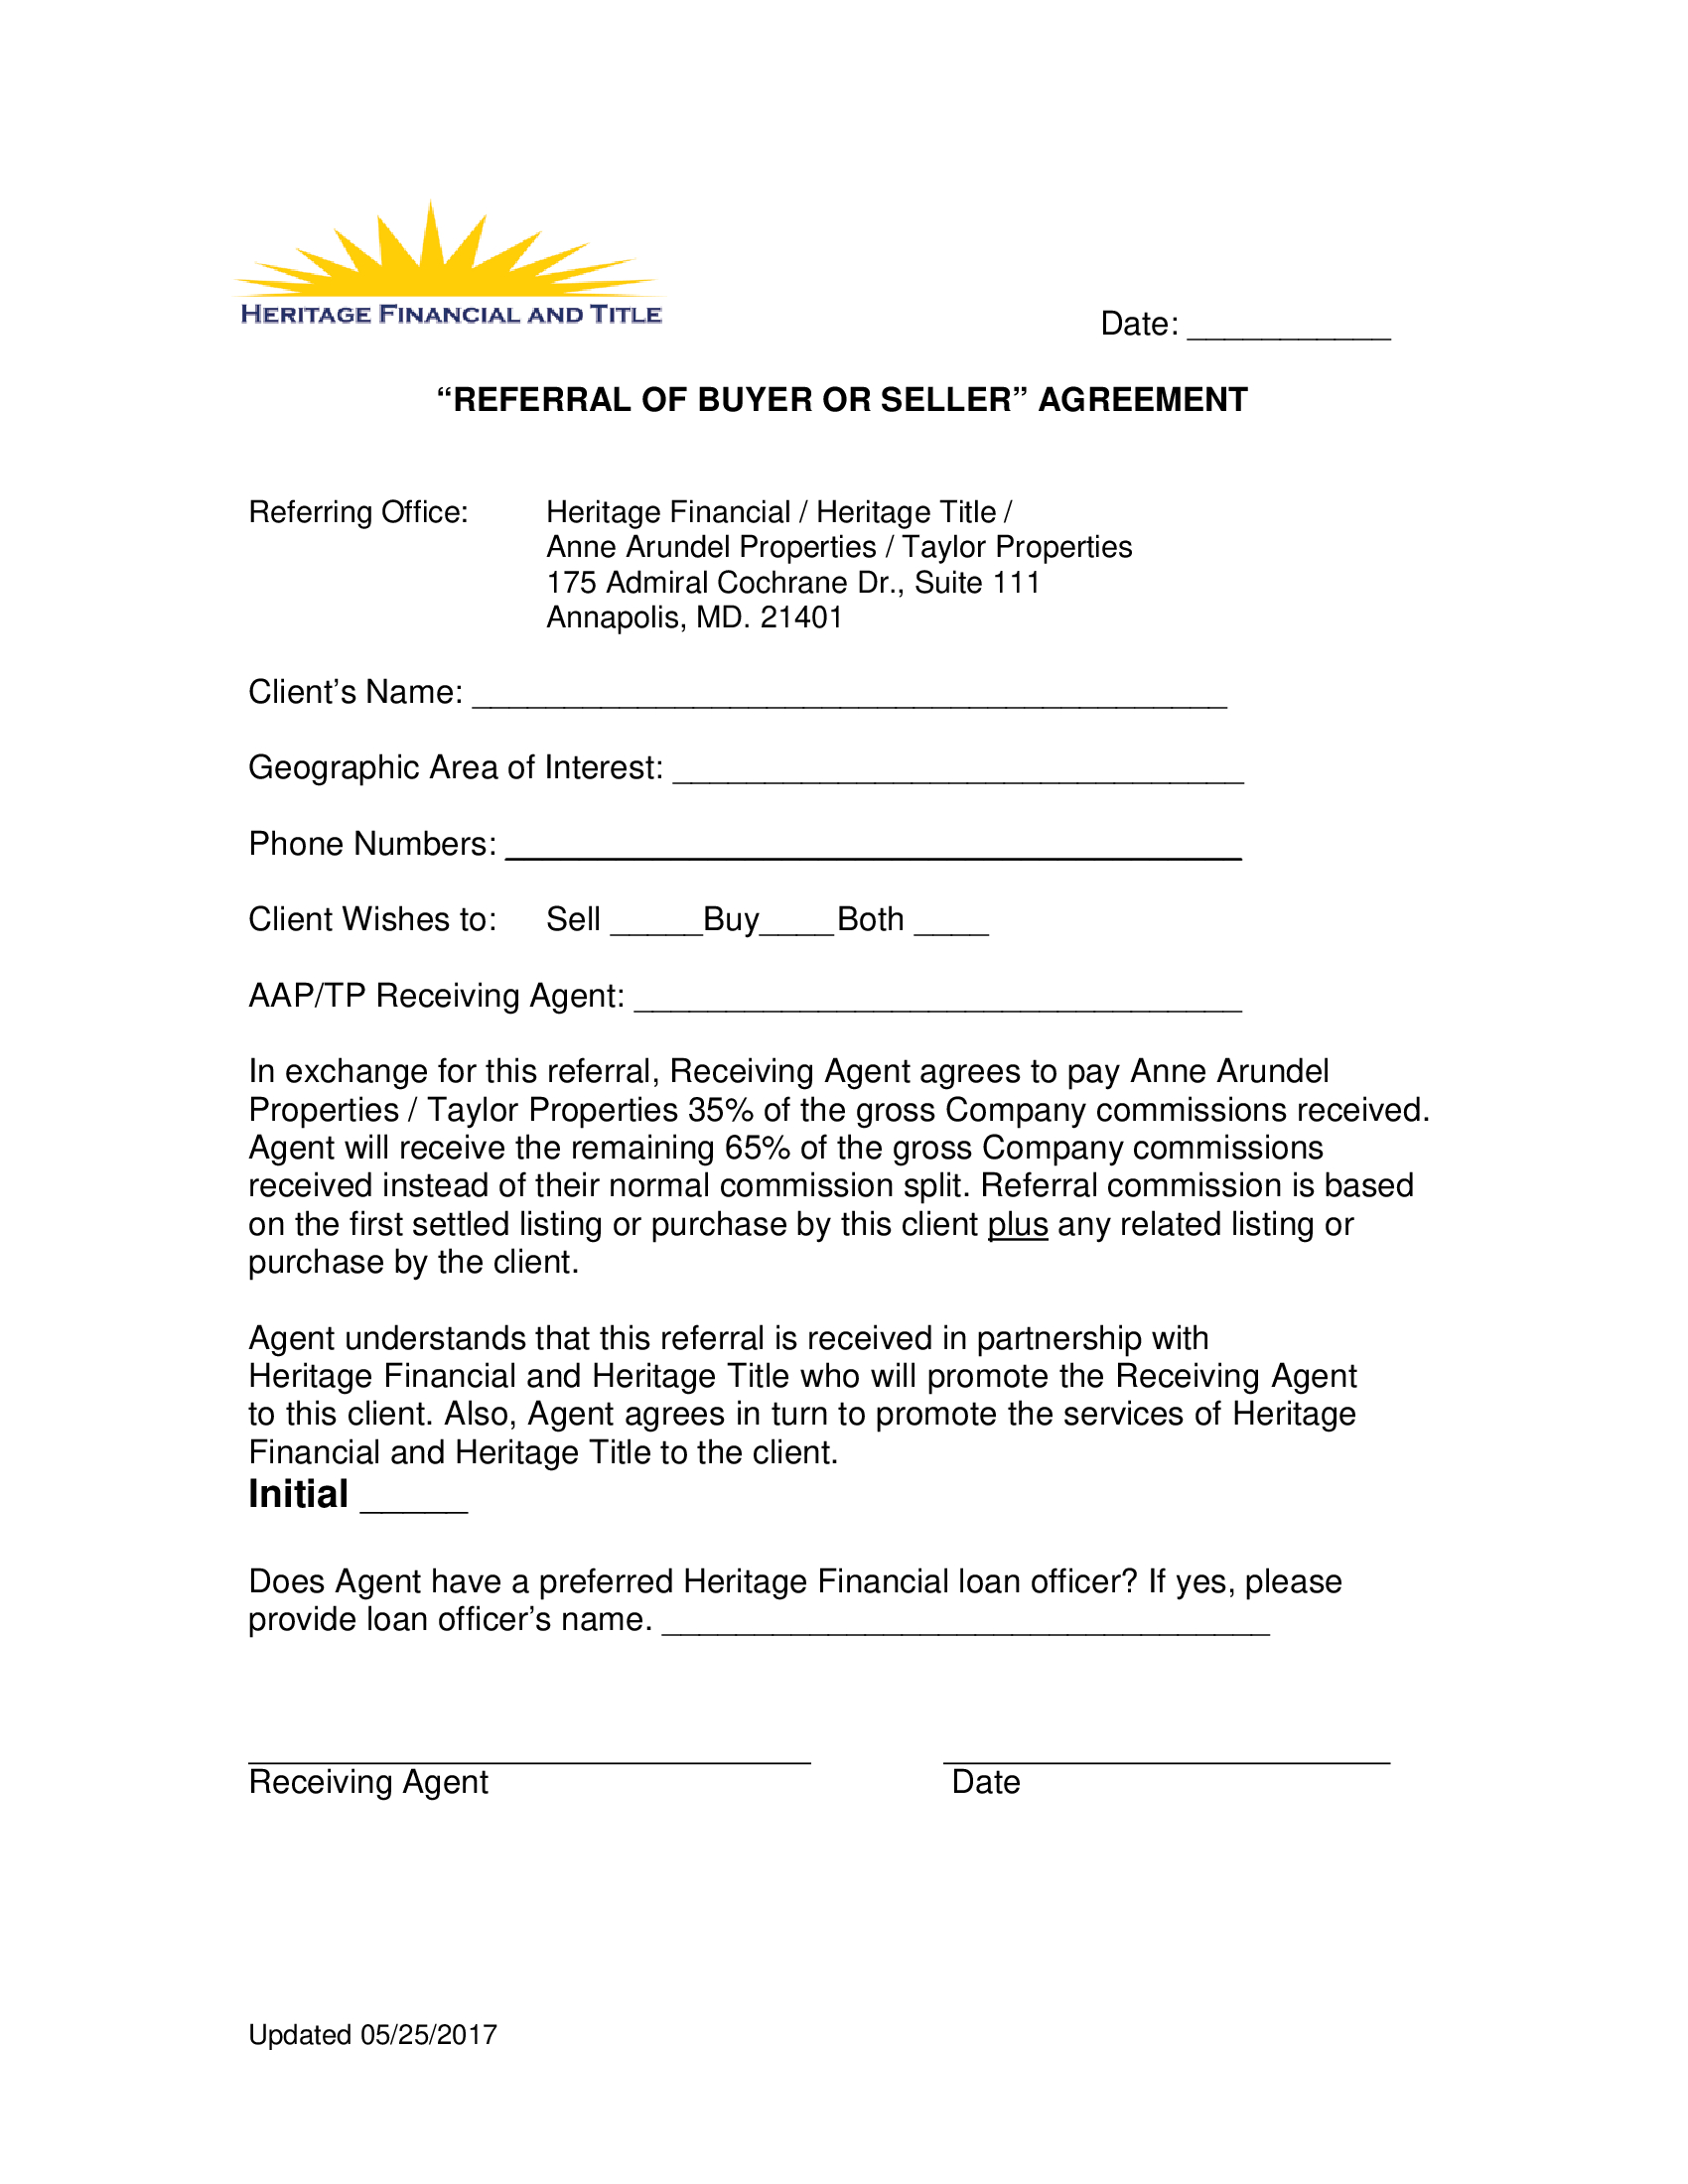 HERITAGE FINANCIAL AND TITLE
Date: ___________
“REFERRAL OF BUYER OR SELLER” AGREEMENT
Referring Office: Heritage Financial / Heritage Title /
Anne Arundel Properties / Taylor Properties
175 Admiral Cochrane Dr., Suite 111
Annapolis, MD. 21401
Client’s Name: _________________________________________
Geographic Area of Interest: _______________________________
Phone Numbers: ________________________________________
Client Wishes to: Sell _____Buy____Both ____
AAP/TP Receiving Agent: _________________________________
In exchange for this referral, Receiving Agent agrees to pay Anne Arundel
Properties / Taylor Properties 35% of the gross Company commissions received.
Agent will receive the remaining 65% of the gross Company commissions
received instead of their normal commission split. Referral commission is based
on the first settled listing or purchase by this client plus any related listing or
purchase by the client.
Agent understands that this referral is received in partnership with
Heritage Financial and Heritage Title who will promote the Receiving Agent
to this client. Also, Agent agrees in turn to promote the services of Heritage
Financial and Heritage Title to the client.
Initial _____
Does Agent have a preferred Heritage Financial loan officer? If yes, please
provide loan officer’s name. _________________________________
Receiving Agent Date
Updated 05/25/2017